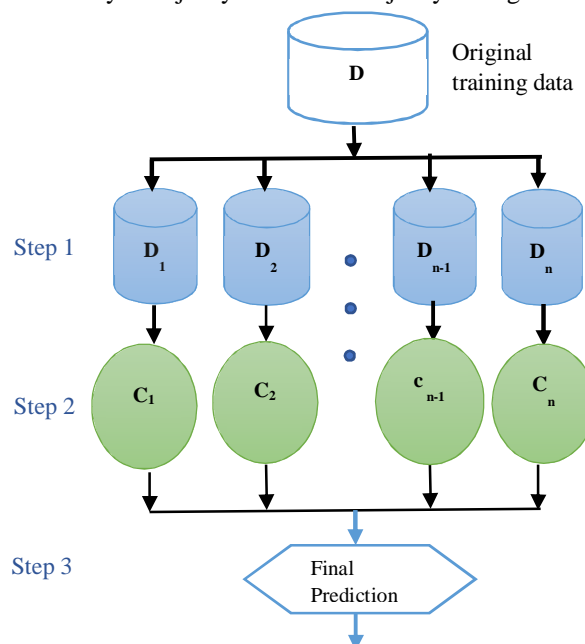 D
Original
training data
Step 1
D1
D2
Dn-1
Dn
Step 2
C1
C2
cn-1
Cn
Step 3
Final
Prediction